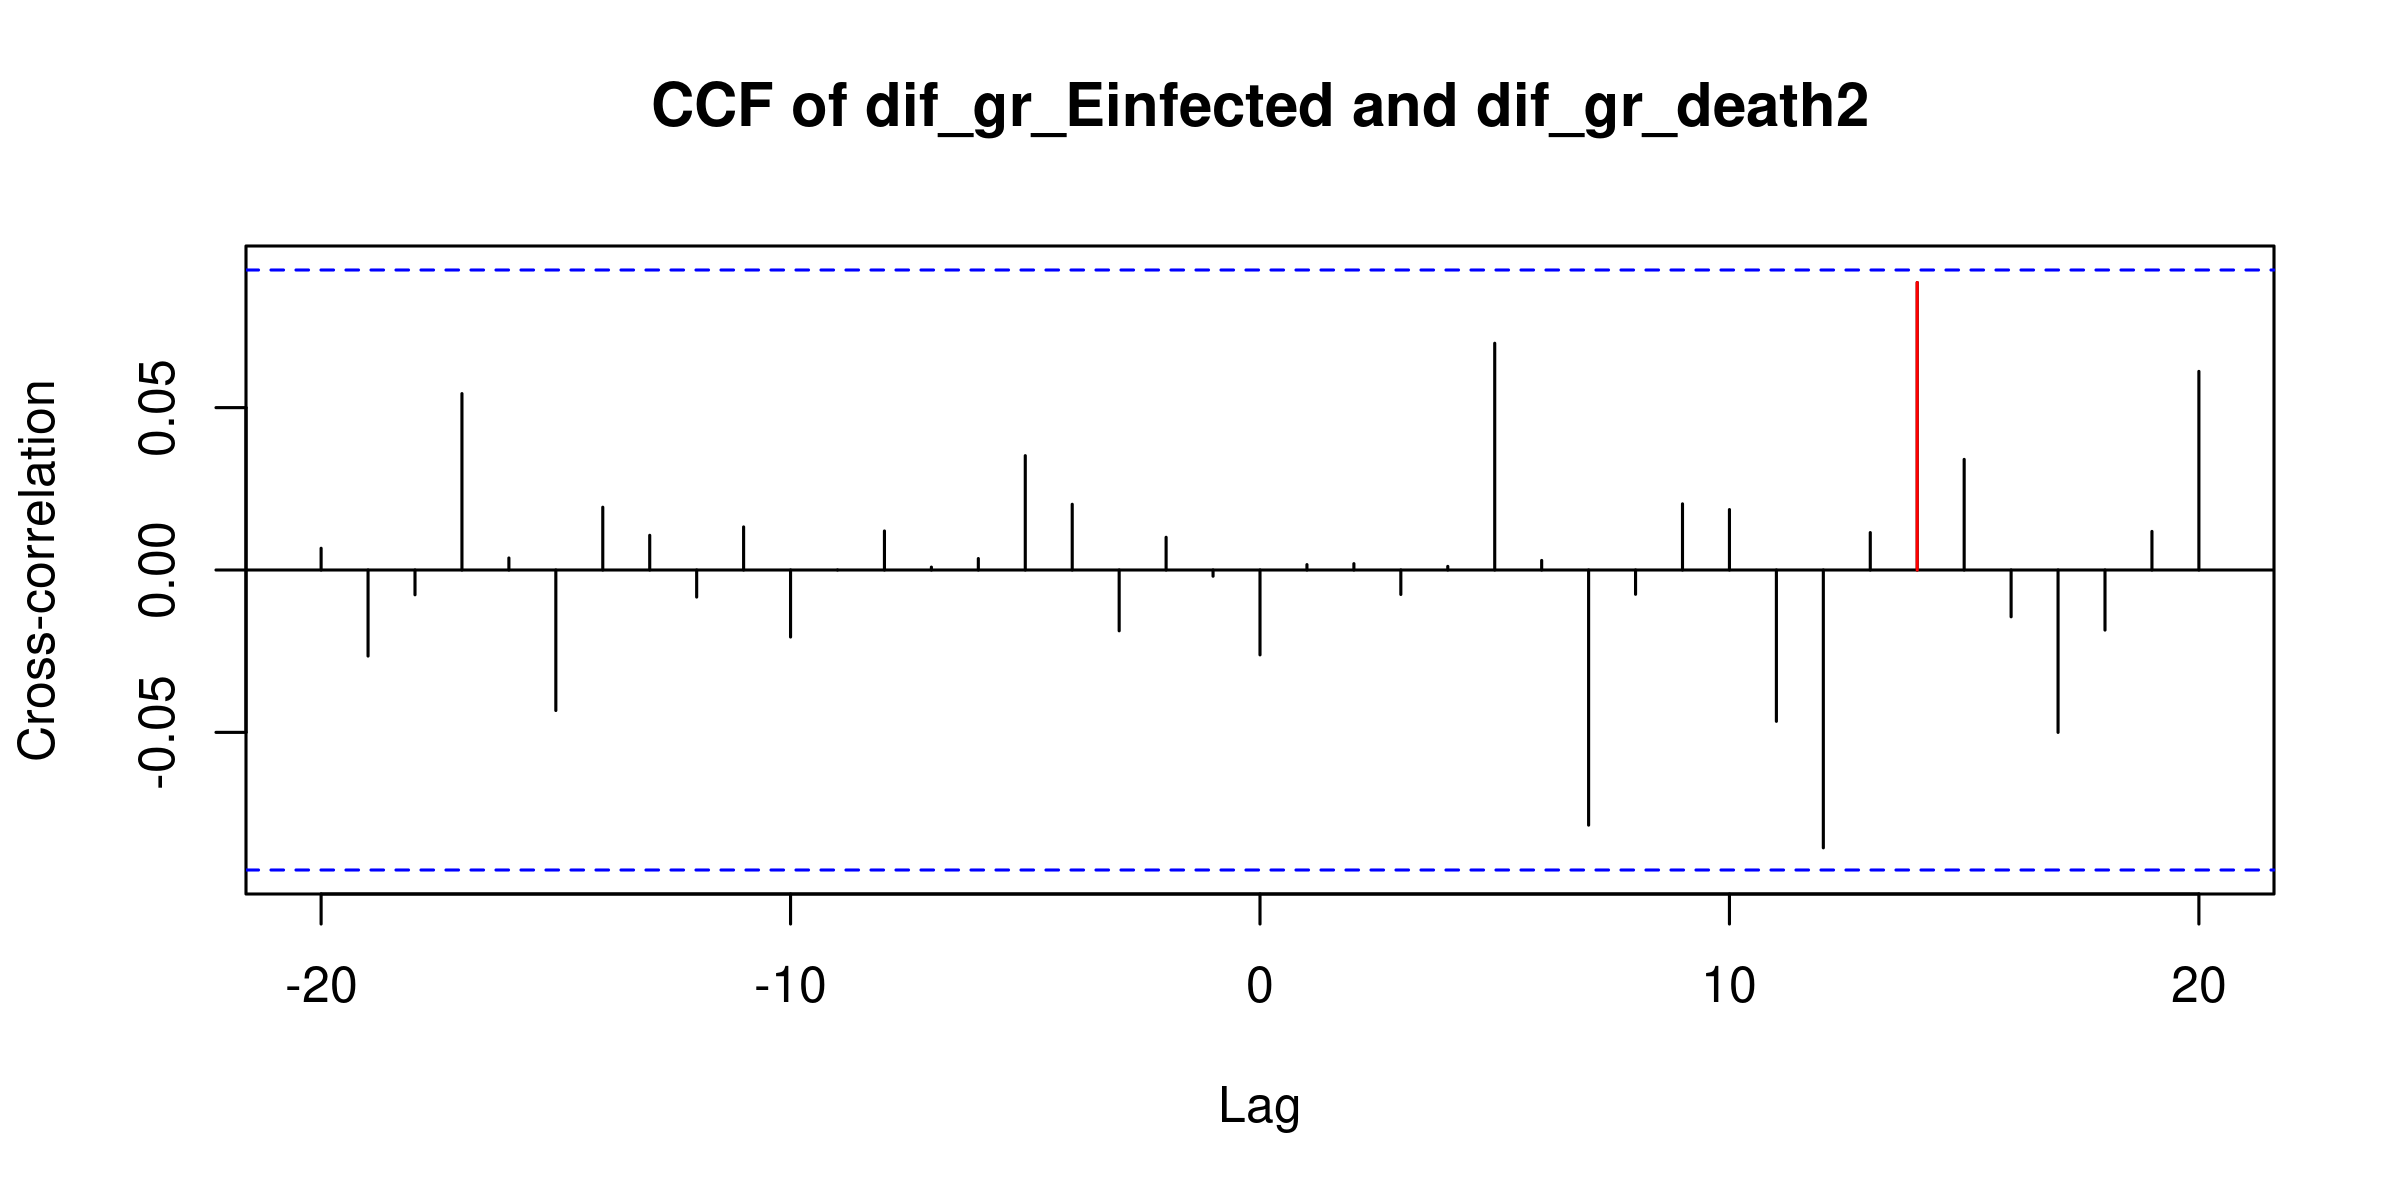 CCF of dif_gr_Einfected and dif_gr_death2
Cross-correlation
0.05
0.00
-0.05
-20
-10
0
10
20
Lag